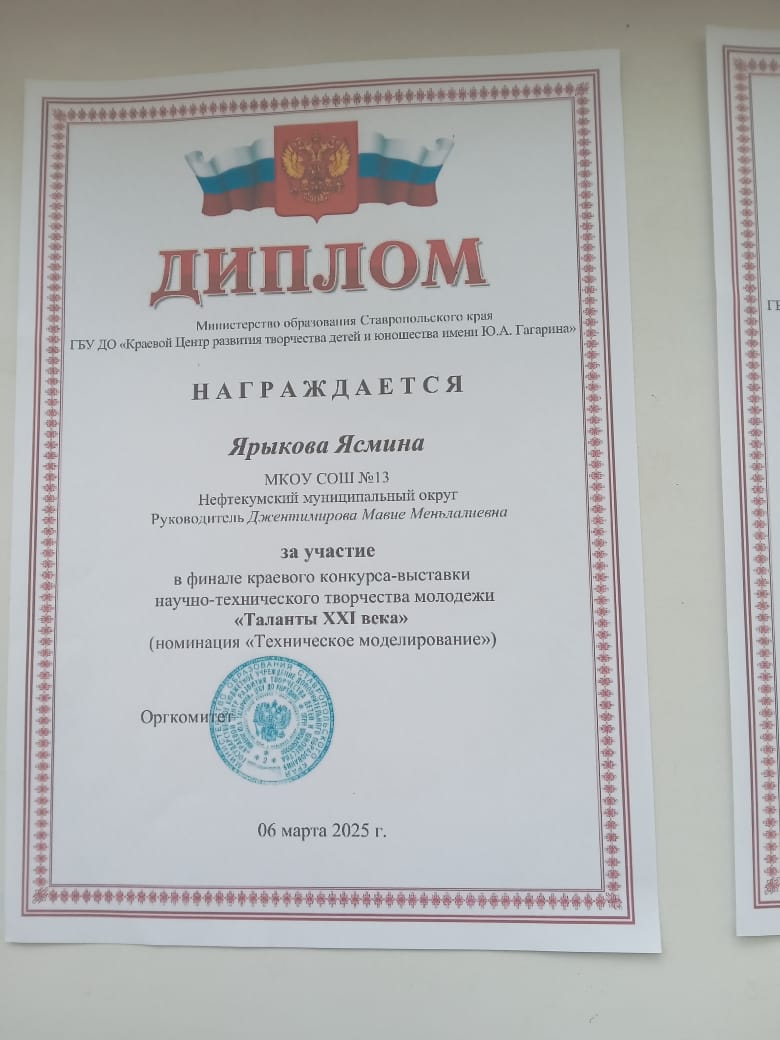 ДИПЛОМ
Министерство образования Ставропольского края
ГБУ ДО «Краевой Центр развития творчества детей и юношества имени Ю.А. Гагарина»
НАГРАЖДАЕТСЯ
Ярыкова Ясмина
МКОУ СОШ №13
Нефтекумский муниципальный округ
Руководитель Джентимирова Мавие Менълалиевна
за участие
в финале краевого конкурса-выставки
научно-технического творчества молодежи
«Таланты XXI века»
(номинация «Техническое моделирование»)
Оргкомитет
06 марта 2025 г.